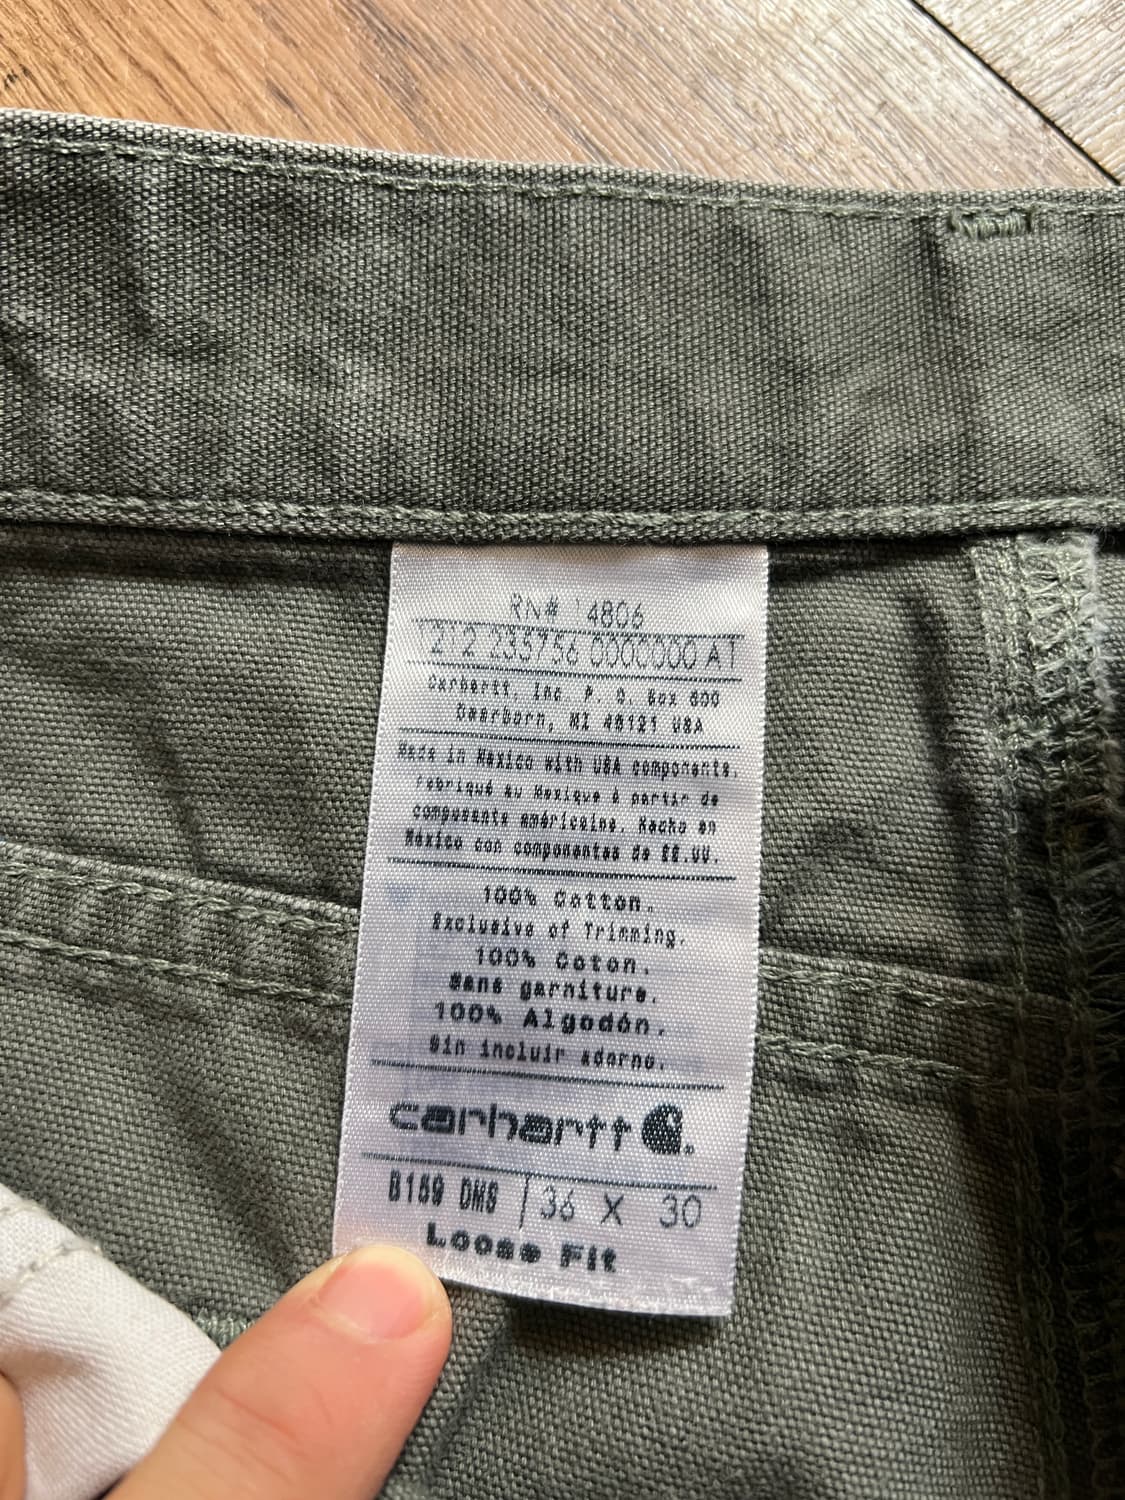 RN# 14806
1212 235756 0000000 A1
Carhartt, Inc. P. O. Box 600
Dearborn, MI 48121 USA
Made in Mexico with USA components.
Fabriqué au Mexique à partir de
composants américains. Hecho en
México con componentes de EE.UU.
100% Cotton.
Exclusive of Trimming.
100% Coton.
Sans garniture.
100% Algodón.
Sin incluir adorno.
carhartt
B159 DMS 36 X 30
Loose Fit